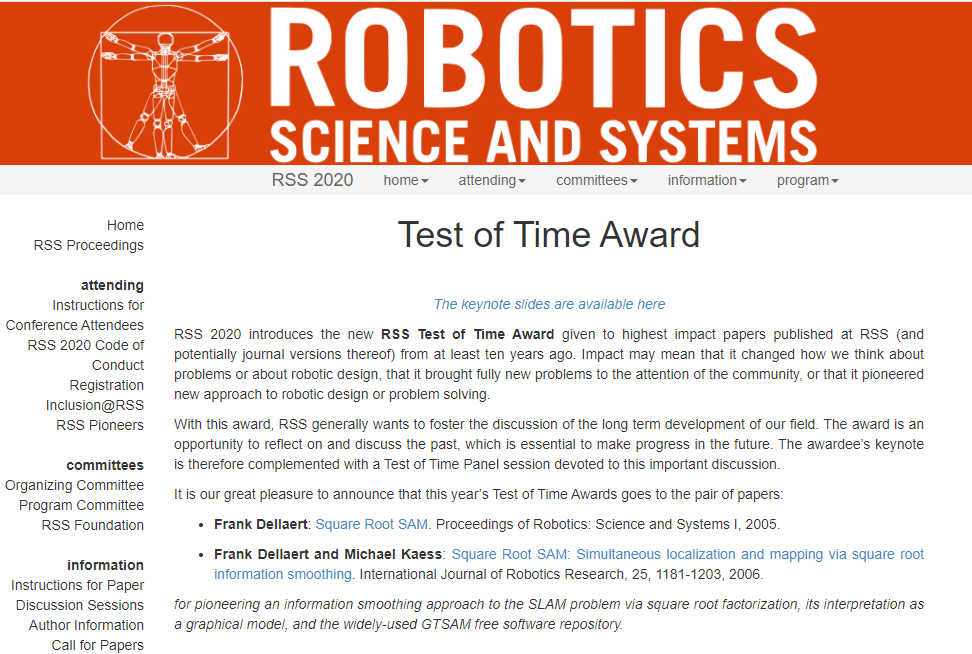 ROBOTICS
SCIENCE AND SYSTEMS
RSS 2020 home attending committees information program
Home
RSS Proceedings
attending
Instructions for
Conference Attendees
RSS 2020 Code of
Conduct
Registration
Inclusion@RSS
RSS Pioneers
committees
Organizing Committee
Program Committee
RSS Foundation
information
Instructions for Paper
Discussion Sessions
Author Information
Call for Papers
Test of Time Award
The keynote slides are available here
RSS 2020 introduces the new RSS Test of Time Award given to highest impact papers published at RSS (and
potentially journal versions thereof) from at least ten years ago. Impact may mean that it changed how we think about
problems or about robotic design, that it brought fully new problems to the attention of the community, or that it pioneered
new approach to robotic design or problem solving.
With this award, RSS generally wants to foster the discussion of the long term development of our field. The award is an
opportunity to reflect on and discuss the past, which is essential to make progress in the future. The awardee's keynote
is therefore complemented with a Test of Time Panel session devoted to this important discussion.
It is our great pleasure to announce that this year's Test of Time Awards goes to the pair of papers:
• Frank Dellaert: Square Root SAM. Proceedings of Robotics: Science and Systems I, 2005.
• Frank Dellaert and Michael Kaess: Square Root SAM: Simultaneous localization and mapping via square root
information smoothing. International Journal of Robotics Research, 25, 1181-1203, 2006.
for pioneering an information smoothing approach to the SLAM problem via square root factorization, its interpretation as
a graphical model, and the widely-used GTSAM free software repository.